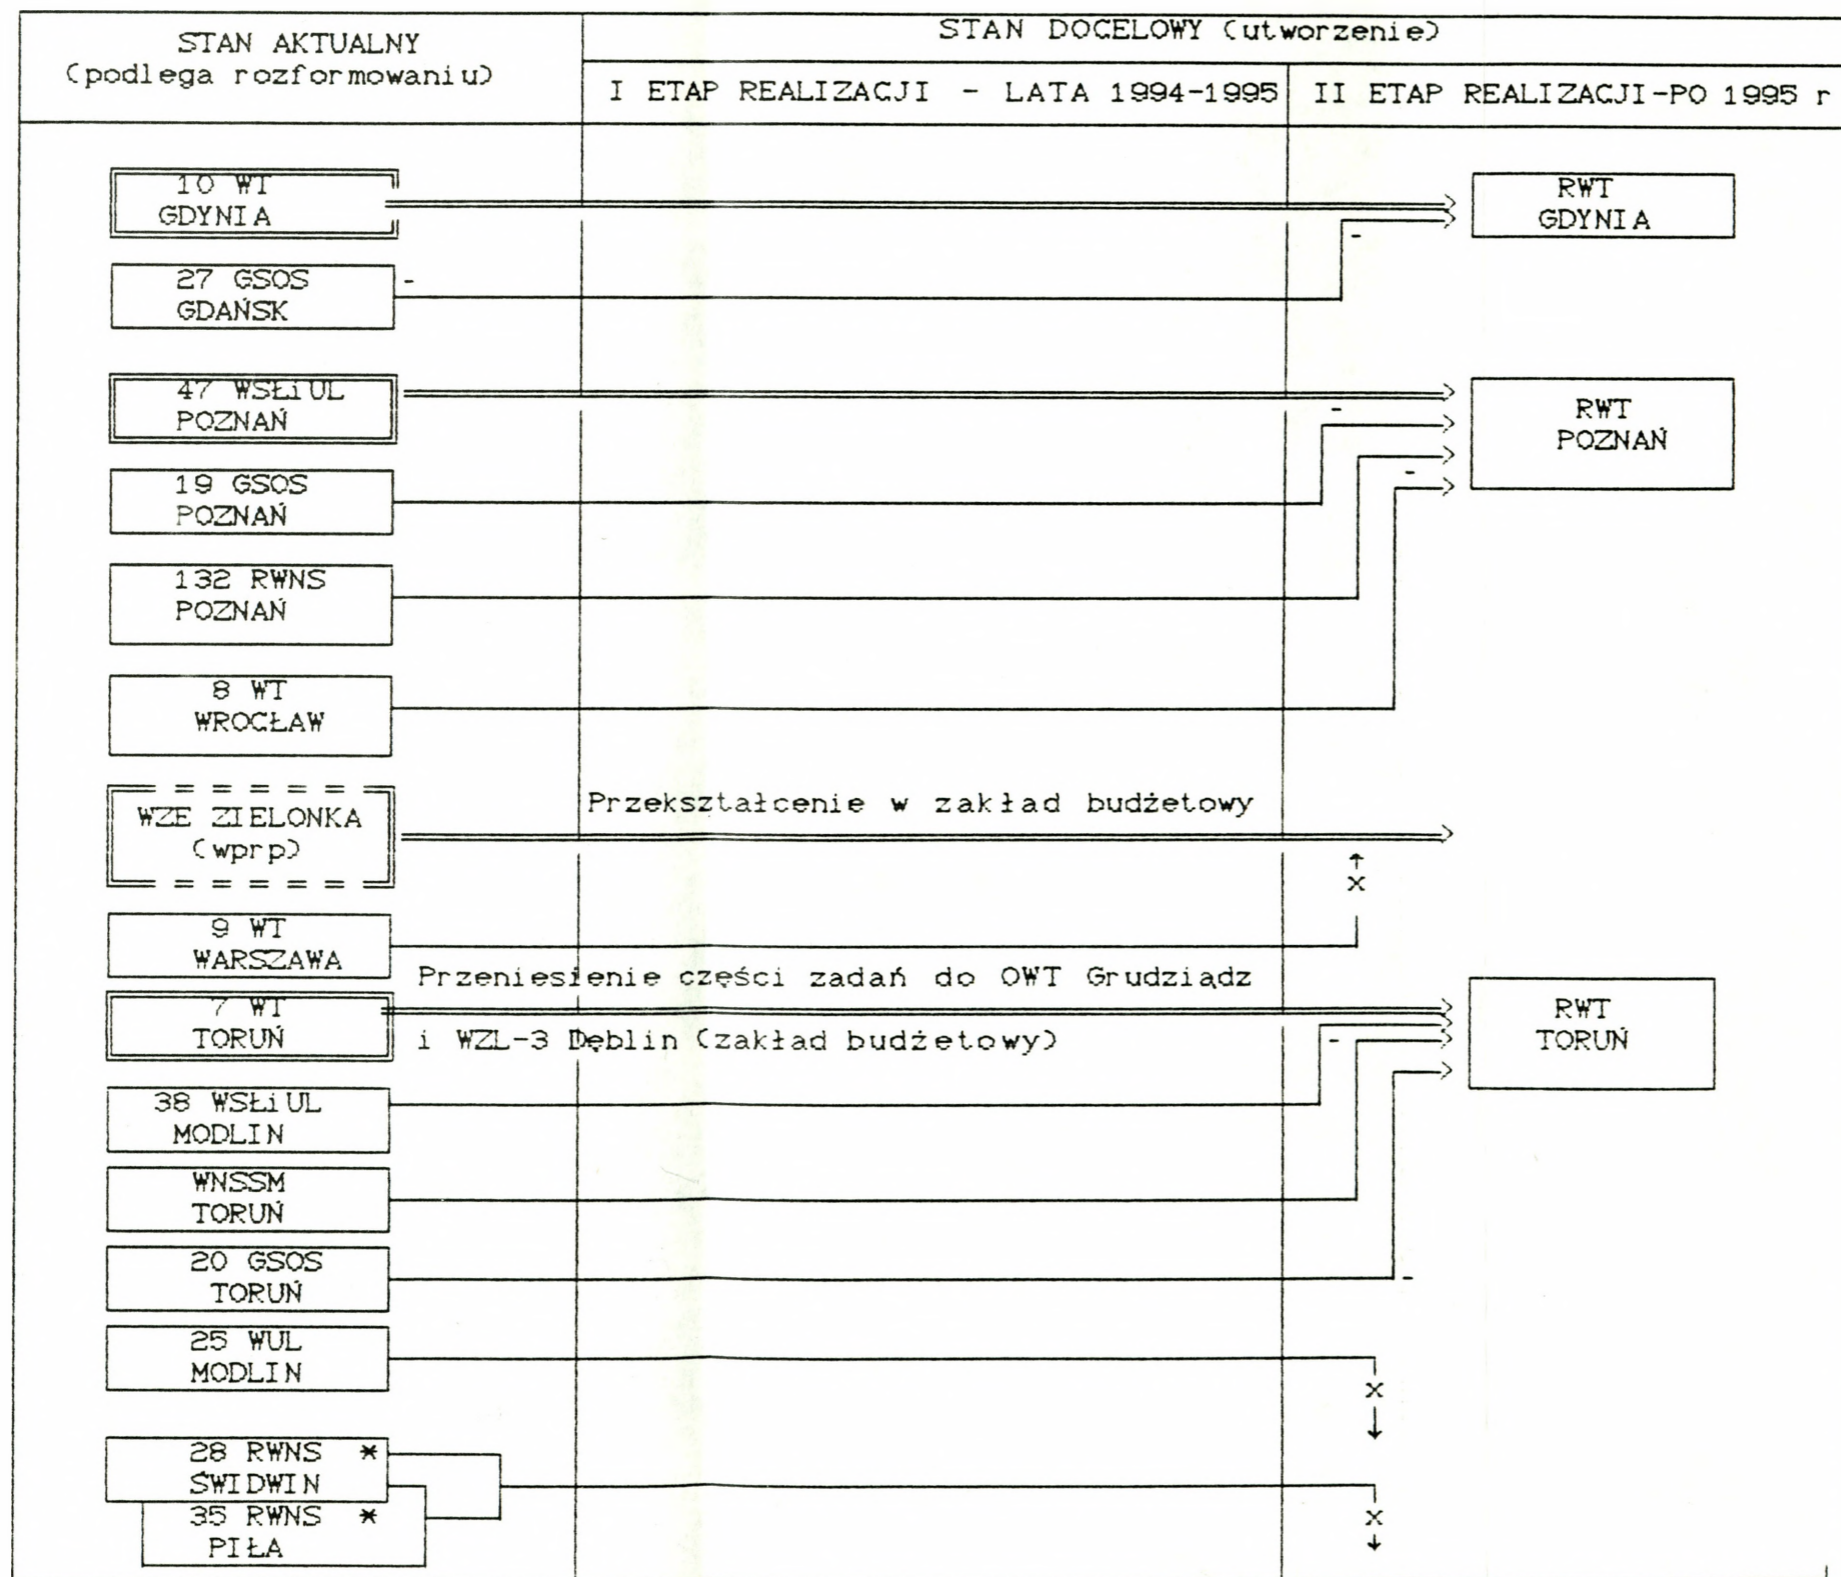 STAN AKTUALNY
(podlega rozformowaniu)
STAN DOCELOWY (utworzenie)
I ETAP REALIZACJI - LATA 1994-1995
II ETAP REALIZACJI-PO 1995 r
10 WT
GDYNIA
RWT
GDYNIA
-
27 GSOS
GDAŃSK
-
47 WSŁiUL
POZNAŃ
-
RWT
POZNAŃ
-
19 GSOS
POZNAŃ
132 RWNS
POZNAŃ
8 WT
WROCŁAW
WZE ZIELONKA
(wprp)
Przekształcenie w zakład budżetowy
x
9 WT
WARSZAWA
Przeniesienie części zadań do OWT Grudziądz
7 WT
TORUŃ
i WZL-3 Dęblin (zakład budżetowy)
-
RWT
TORUŃ
38 WSŁiUL
MODLIN
WNSSM
TORUŃ
20 GSOS
TORUŃ
-
25 WUL
MODLIN
x
28 RWNS *
ŚWIDWIN
35 RWNS *
PIŁA
x